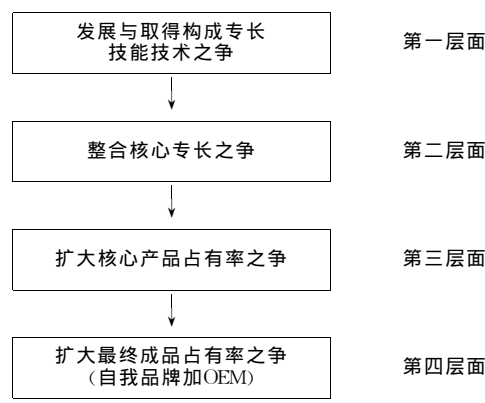 发展与取得构成专长
技能技术之争
第一层面
整合核心专长之争
第二层面
扩大核心产品占有率之争
第三层面
扩大最终成品占有率之争
(自我品牌加OEM)
第四层面